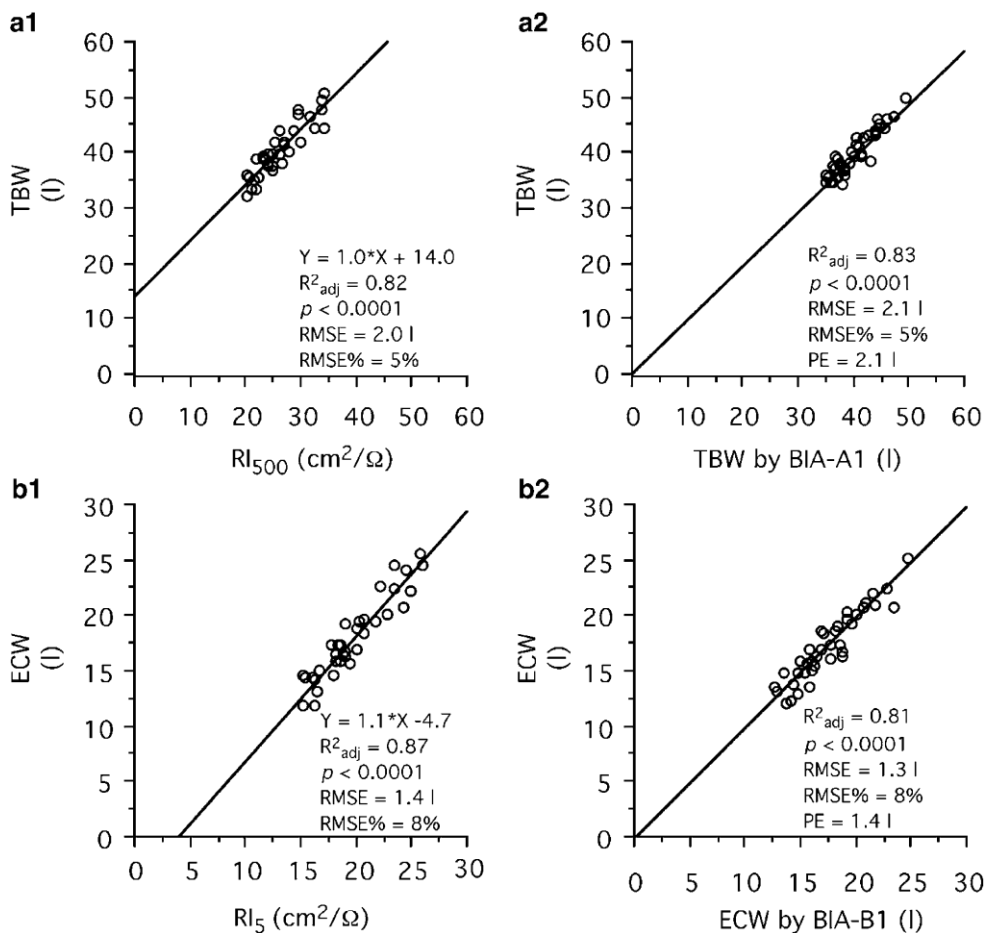 a1
60
50
40
30
20
10
0
TBW
(l)
Y = 1.0*X + 14.0
R²adj = 0.82
p < 0.0001
RMSE = 2.0 l
RMSE% = 5%
0 10 20 30 40 50 60
RI500 (cm²/Ω)
a2
60
50
40
30
20
10
0
TBW
(l)
R²adj = 0.83
p < 0.0001
RMSE = 2.1 l
RMSE% = 5%
PE = 2.1 l
0 10 20 30 40 50 60
TBW by BIA-A1 (l)
b1
30
25
20
15
10
5
0
ECW
(l)
Y = 1.1*X -4.7
R²adj = 0.87
p < 0.0001
RMSE = 1.4 l
RMSE% = 8%
0 5 10 15 20 25 30
RI5 (cm²/Ω)
b2
30
25
20
15
10
5
0
ECW
(l)
R²adj = 0.81
p < 0.0001
RMSE = 1.3 l
RMSE% = 8%
PE = 1.4 l
0 5 10 15 20 25 30
ECW by BIA-B1 (l)